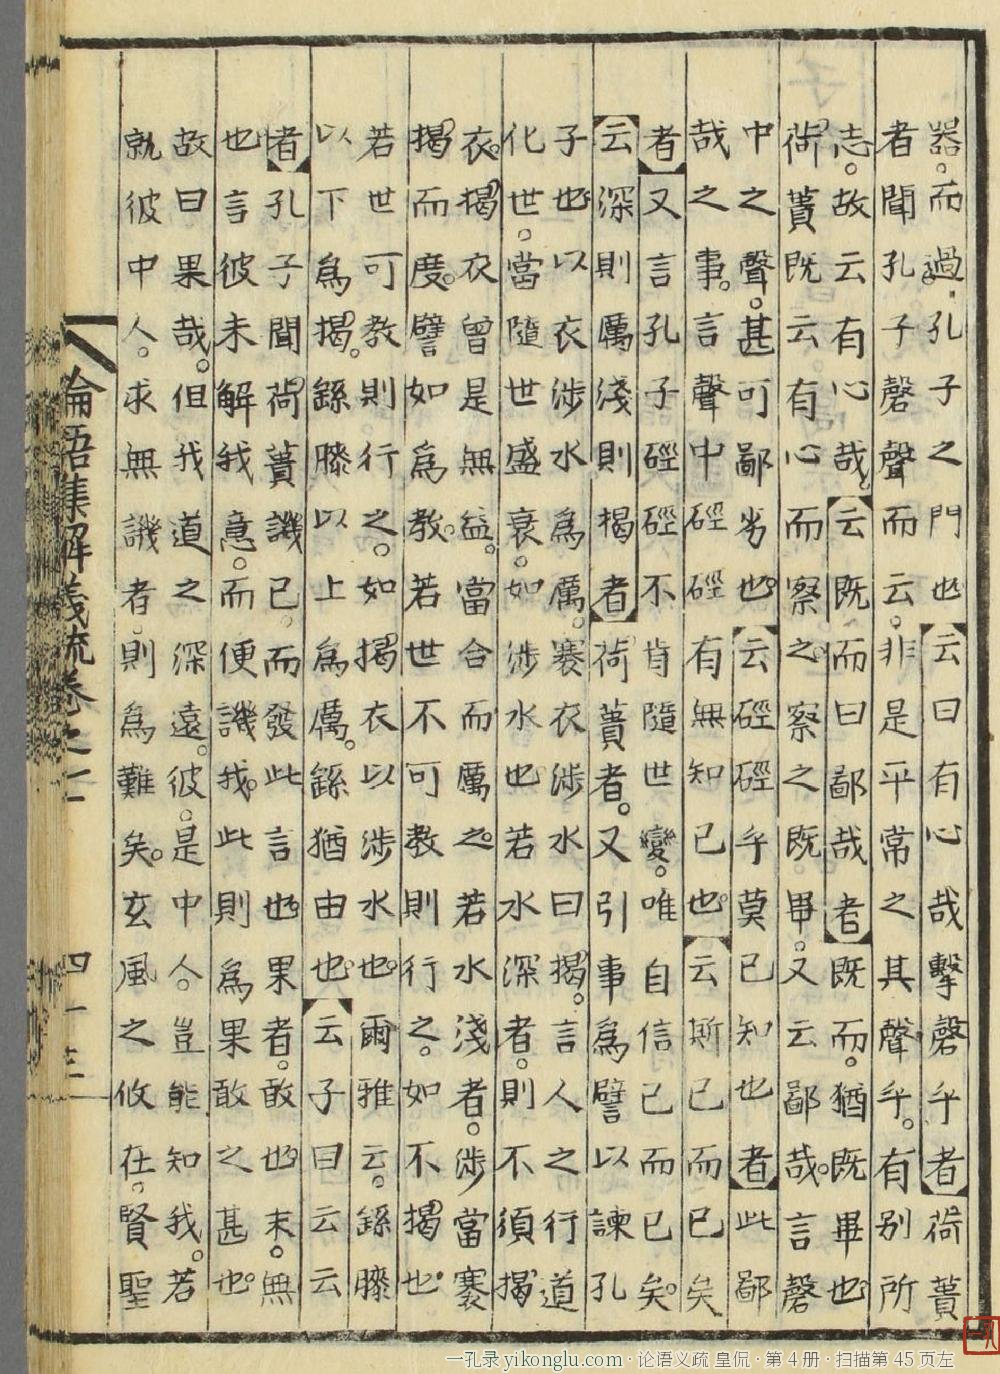 器。而過。孔子之門也云曰有心哉擊磬乎者荷蕢
者聞孔子磬聲而云。非是平常之其聲乎。有別所
志。故云有心哉。云既而曰鄙哉者既而。猶既畢也
荷蕢既云有心而察之。察之既畢。又云鄙哉。言磬
中之聲。甚可鄙劣也云硜硜乎莫已知也者此鄙
哉之事。言聲中硜硜有無知已也云斯已而已矣
者又言孔子硜硜不肯隨世變。唯自信己而已矣。
云深則厲淺則揭者荷蕢者。又引事為譬以諫孔
子也以衣涉水為厲。褰衣涉水曰揭。言人之行道
化世。當隨世盛衰。如涉水也若水深者。則不須揭
衣。揭衣曾是無益。當合而厲之。若水淺者。涉當褰
揭而度。譬如為教。若世不可教則行之。如不揭也。
若世可教則行之。如揭衣以涉水也。爾雅云。繇膝
以下為揭。繇膝以上為厲。繇猶由也。云子曰云云
者孔子聞荷蕢譏已。而發此言也果者。敢也末。無
也言彼未解我意。而便譏我。此則為果敢之甚也。
故曰果哉。但我道之深遠。彼。是中人。豈能知我。若
就彼中人。求無譏者。則為難矣。玄風之攸在。賢聖
論語集解義疏卷之七 四十三
一孔录 yikonglu.com · 论语义疏 皇侃 · 第 4 册 · 扫描第 45 页左